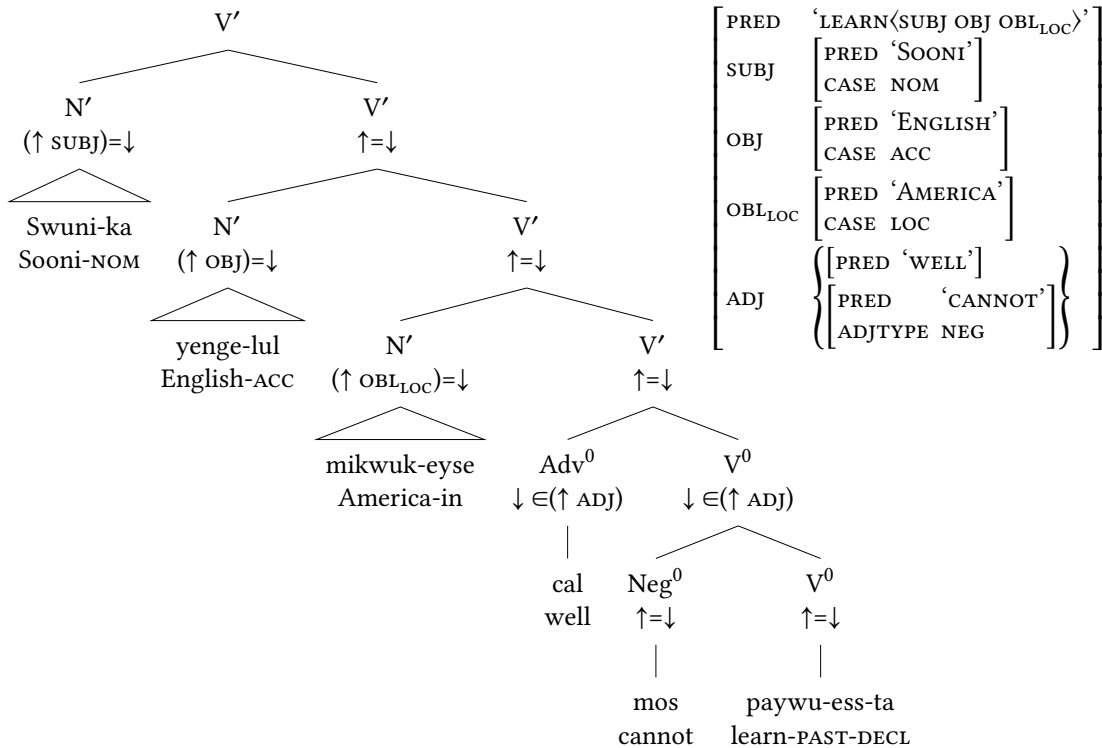 V′
N′ V′
(↑ SUBJ)=↓ ↑=↓
Swuni-ka
Sooni-NOM
N′ V′
(↑ OBJ)=↓ ↑=↓
yenge-lul
English-ACC
N′ V′
(↑ OBL_LOC)=↓ ↑=↓
mikwuk-eyse
America-in
Adv⁰ V⁰
↓ ∈(↑ ADJ) ↓ ∈(↑ ADJ)
cal
well
Neg⁰ V⁰
↑=↓ ↑=↓
mos paywu-ess-ta
cannot learn-PAST-DECL
PRED ‘LEARN⟨SUBJ OBJ OBL_LOC⟩’
SUBJ [PRED ‘SOONI’
CASE NOM]
OBJ [PRED ‘ENGLISH’
CASE ACC]
OBL_LOC [PRED ‘AMERICA’
CASE LOC]
ADJ {[PRED ‘WELL’]
[PRED ‘CANNOT’
ADJTYPE NEG]}